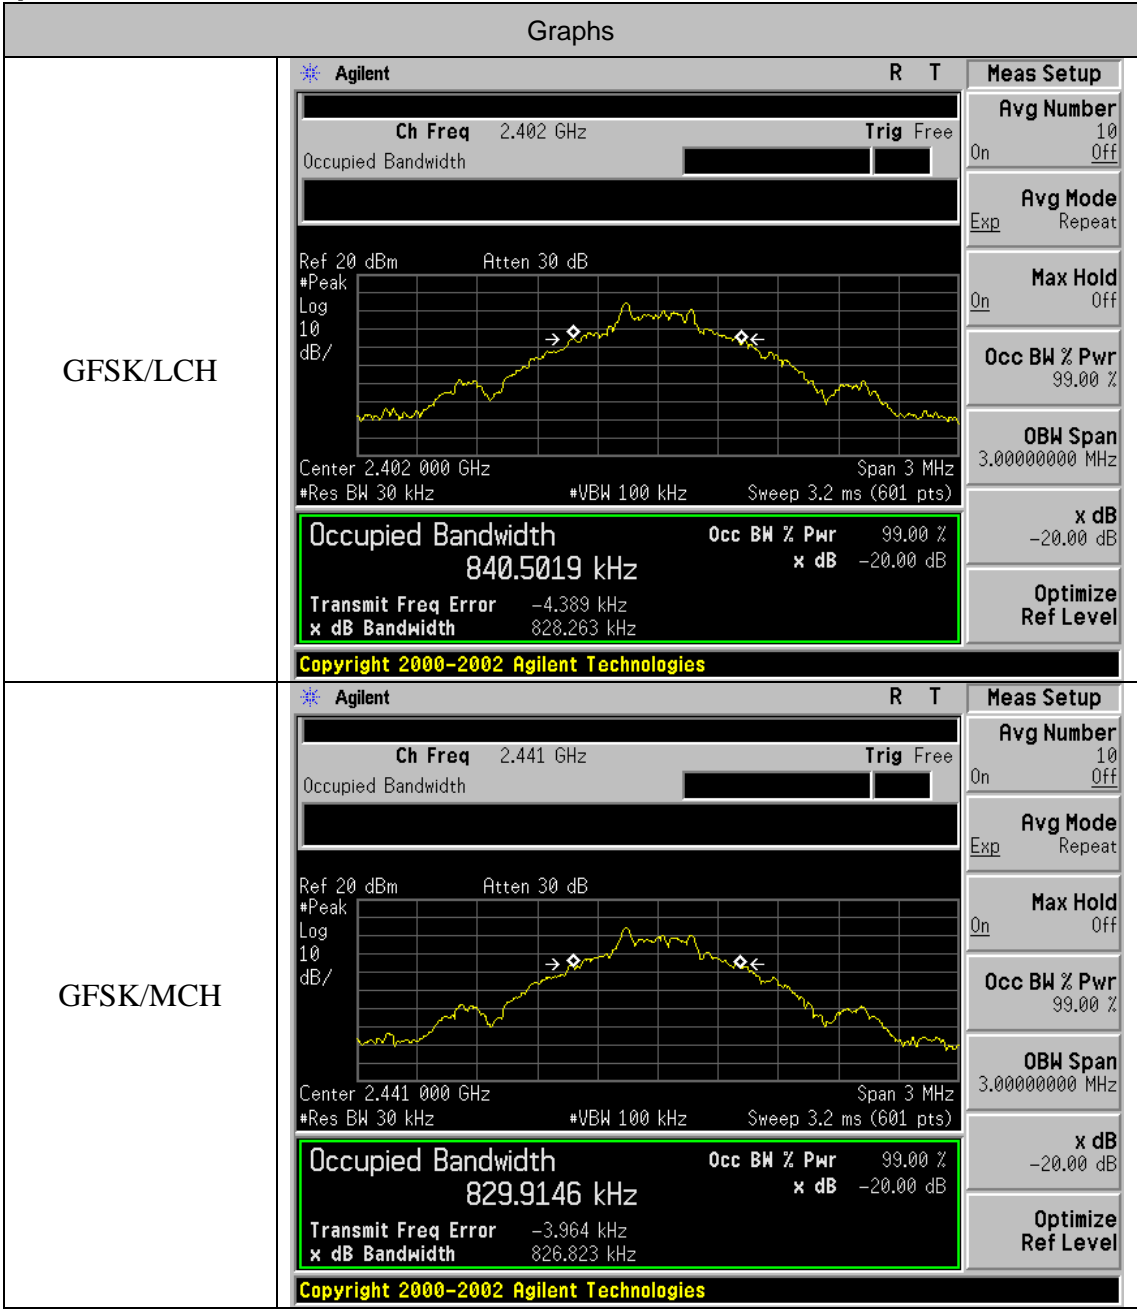 Graphs
GFSK/LCH
Agilent R T
Ch Freq 2.402 GHz Trig Free
Occupied Bandwidth
Ref 20 dBm Atten 30 dB
#Peak
Log
10
dB/
Center 2.402 000 GHz Span 3 MHz
#Res BW 30 kHz #VBW 100 kHz Sweep 3.2 ms (601 pts)
Occupied Bandwidth Occ BW % Pwr 99.00 %
840.5019 kHz x dB -20.00 dB
Transmit Freq Error -4.389 kHz
x dB Bandwidth 828.263 kHz
Copyright 2000-2002 Agilent Technologies
Meas Setup
Avg Number
10
On Off
Avg Mode
Exp Repeat
Max Hold
On Off
Occ BW % Pwr
99.00 %
OBW Span
3.00000000 MHz
x dB
-20.00 dB
Optimize
Ref Level
GFSK/MCH
Agilent R T
Ch Freq 2.441 GHz Trig Free
Occupied Bandwidth
Ref 20 dBm Atten 30 dB
#Peak
Log
10
dB/
Center 2.441 000 GHz Span 3 MHz
#Res BW 30 kHz #VBW 100 kHz Sweep 3.2 ms (601 pts)
Occupied Bandwidth Occ BW % Pwr 99.00 %
829.9146 kHz x dB -20.00 dB
Transmit Freq Error -3.964 kHz
x dB Bandwidth 826.823 kHz
Copyright 2000-2002 Agilent Technologies
Meas Setup
Avg Number
10
On Off
Avg Mode
Exp Repeat
Max Hold
On Off
Occ BW % Pwr
99.00 %
OBW Span
3.00000000 MHz
x dB
-20.00 dB
Optimize
Ref Level